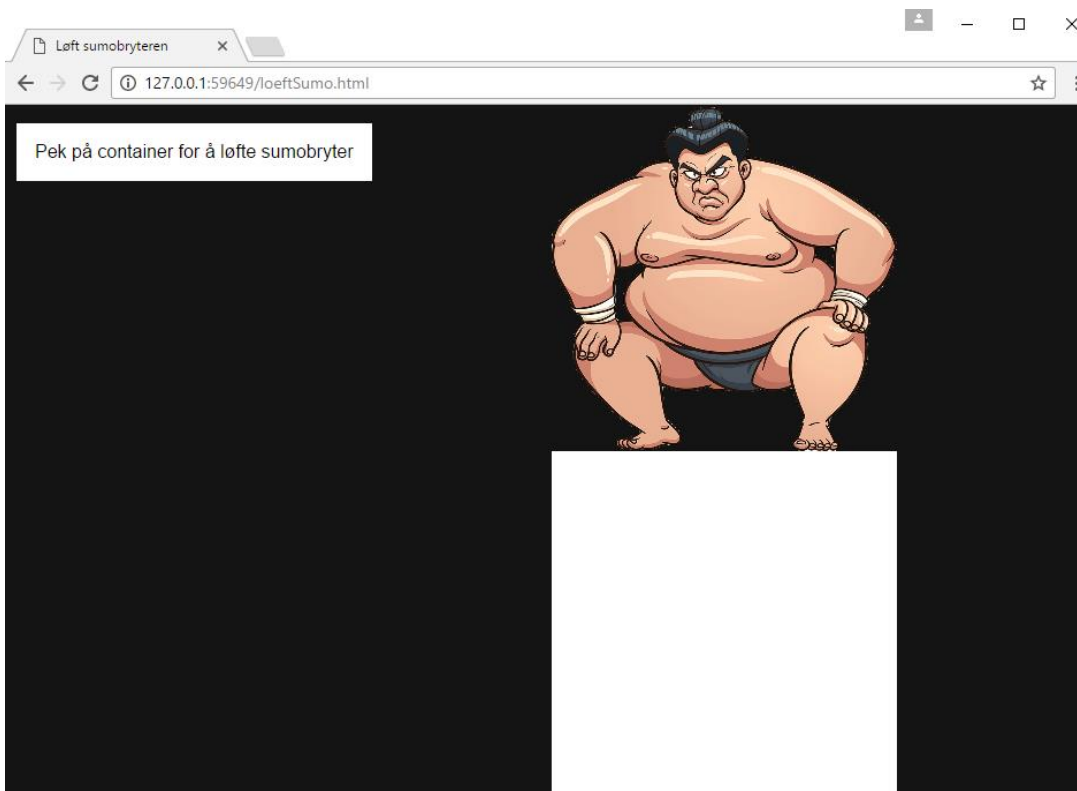 Løft sumobryteren
127.0.0.1:59649/loeftSumo.html
Pek på container for å løfte sumobryter